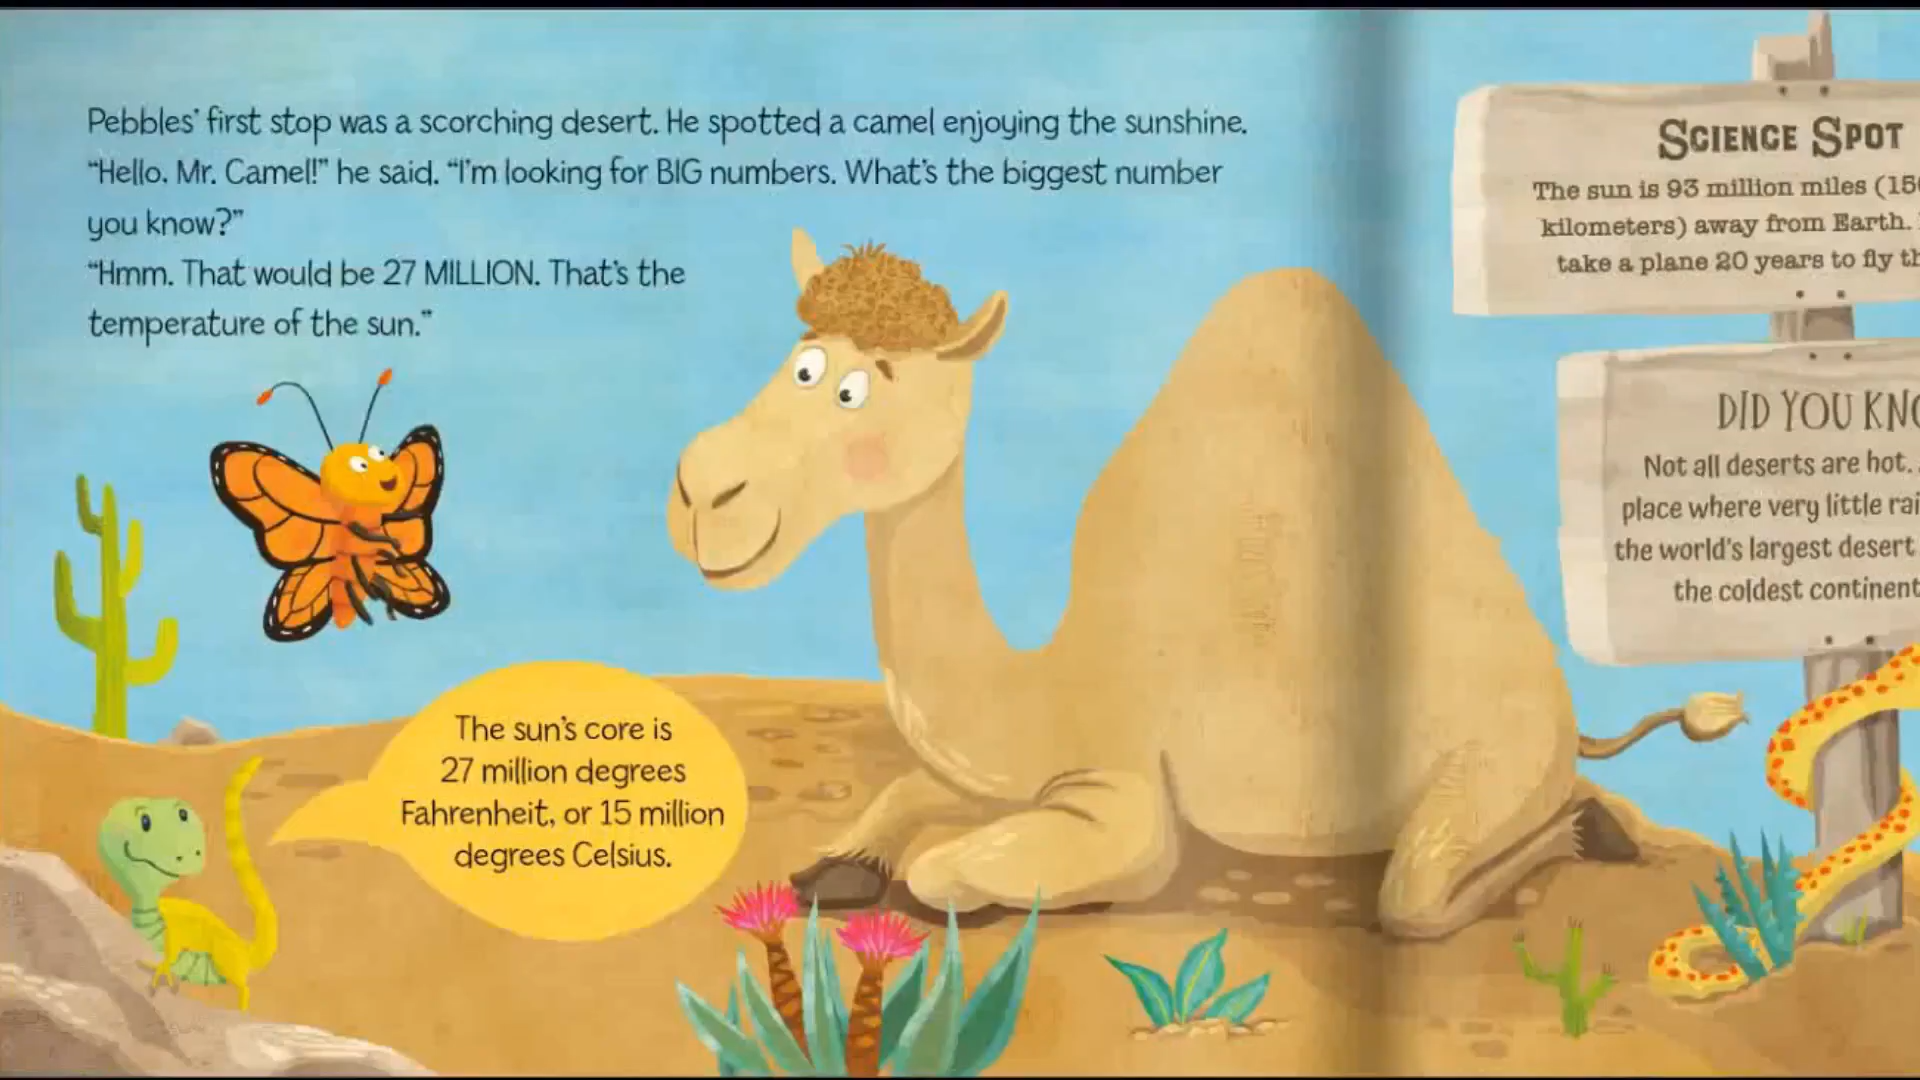 Pebbles' first stop was a scorching desert. He spotted a camel enjoying the sunshine.
"Hello, Mr. Camel!" he said. "I'm looking for BIG numbers. What's the biggest number
you know?"
"Hmm. That would be 27 MILLION. That's the
temperature of the sun."
The sun's core is
27 million degrees
Fahrenheit, or 15 million
degrees Celsius.
SCIENCE SPOT
The sun is 93 million miles (15
kilometers) away from Earth.
take a plane 20 years to fly
DID YOU
Not all deserts are hot.
place where very little
the world's largest desert
the coldest continent